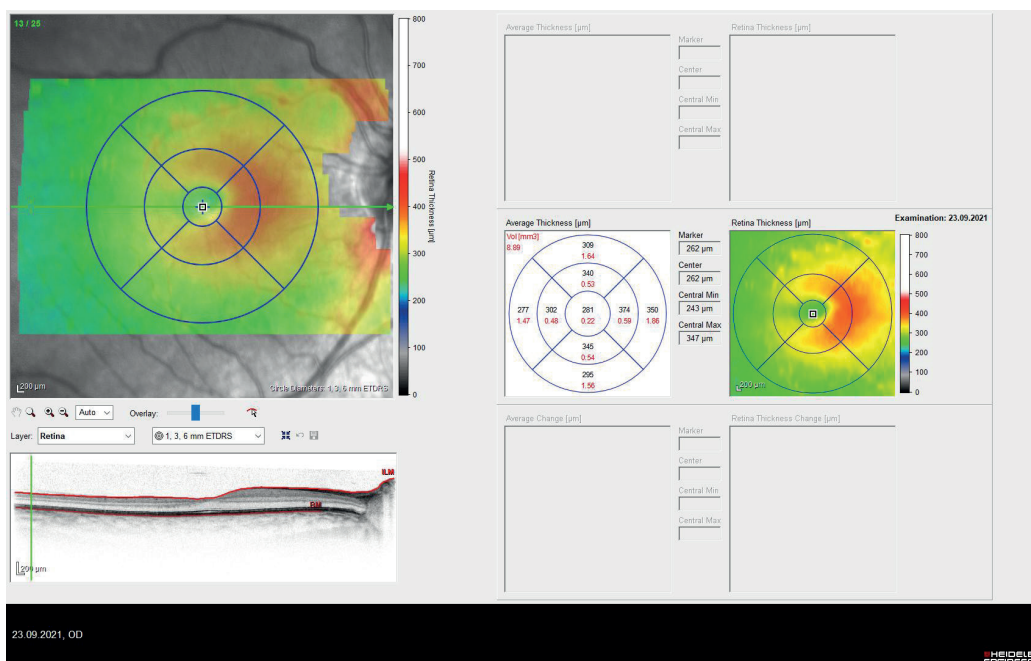 13 / 25
800
700
600
500
400
300
200
100
0
Retina Thickness [µm]
200 µm
Circle Diameters: 1, 3, 6 mm ETDRS
Auto
Overlay:
Layer: Retina
1, 3, 6 mm ETDRS
ILM
BM
200 µm
Average Thickness [µm]
Marker
Center
Central Min
Central Max
Retina Thickness [µm]
Examination: 23.09.2021
Average Thickness [µm]
Vol [mm3]
8.89
309
1.64
340
0.53
277 302 281 374 350
1.47 0.48 0.22 0.59 1.86
345
0.54
295
1.56
Marker
262 µm
Center
262 µm
Central Min
243 µm
Central Max
347 µm
Retina Thickness [µm]
200 µm
800
700
600
500
400
300
200
100
0
Average Change [µm]
Marker
Center
Central Min
Central Max
Retina Thickness Change [µm]
23.09.2021, OD